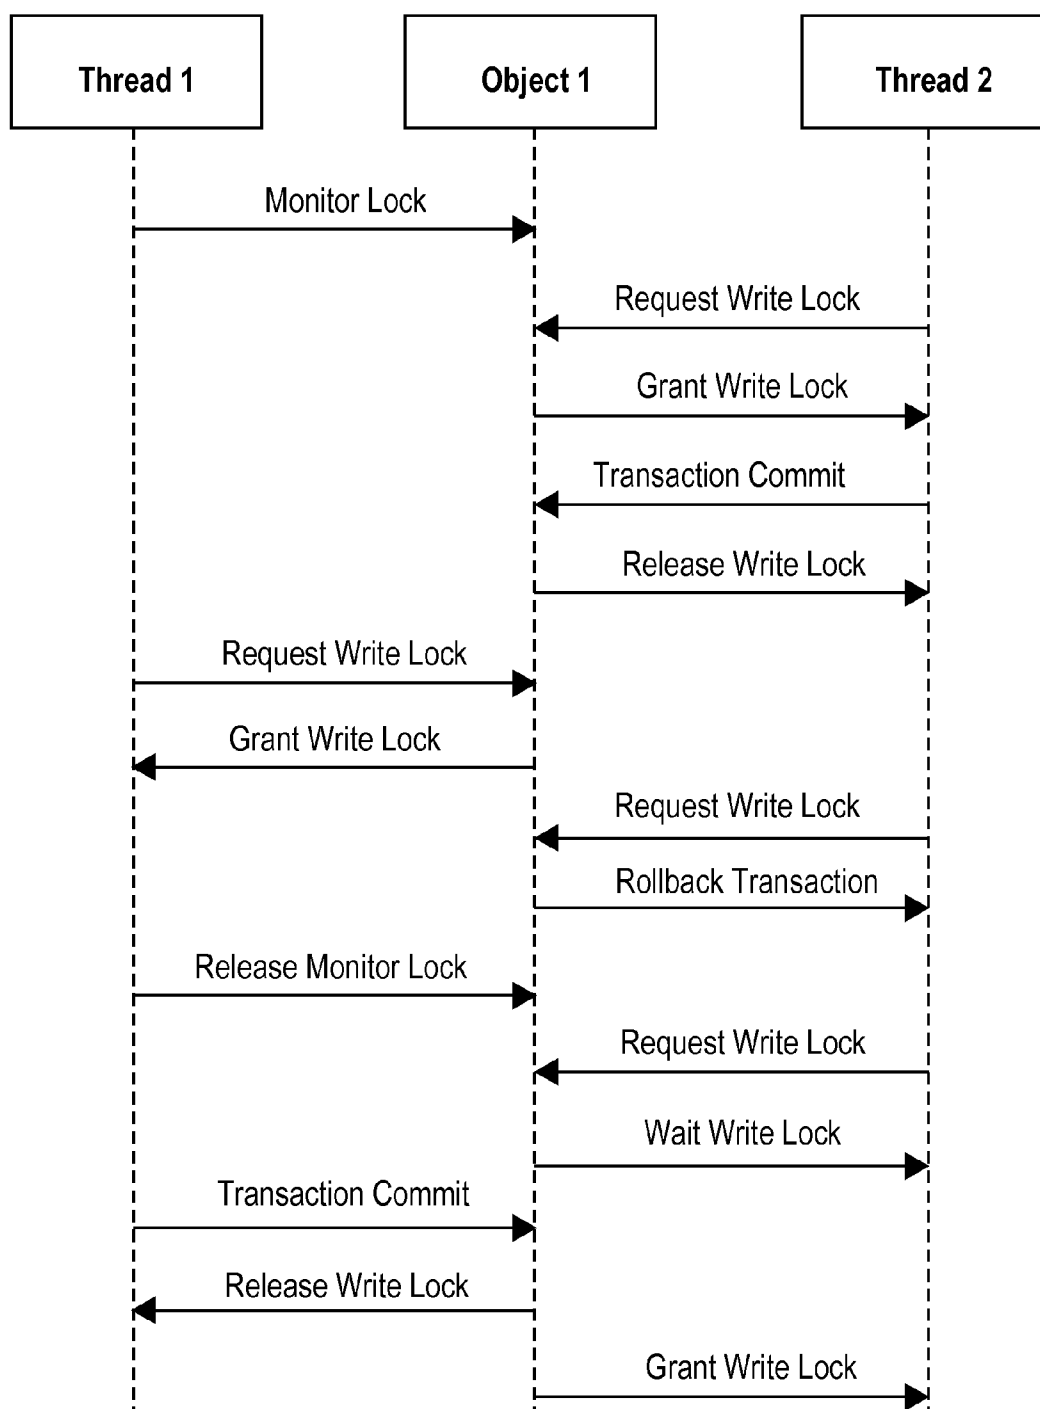 Thread 1
Object 1
Thread 2
Monitor Lock
Request Write Lock
Grant Write Lock
Transaction Commit
Release Write Lock
Request Write Lock
Grant Write Lock
Request Write Lock
Rollback Transaction
Release Monitor Lock
Request Write Lock
Wait Write Lock
Transaction Commit
Release Write Lock
Grant Write Lock